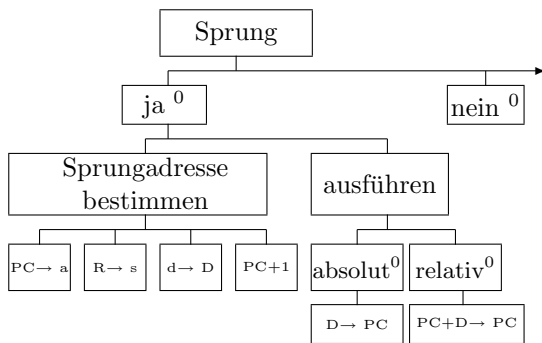 Sprung
ja ⁰
nein ⁰
Sprungadresse
bestimmen
ausführen
PC→ a
R→ s
d→ D
PC+1
absolut⁰
relativ⁰
D→ PC
PC+D→ PC